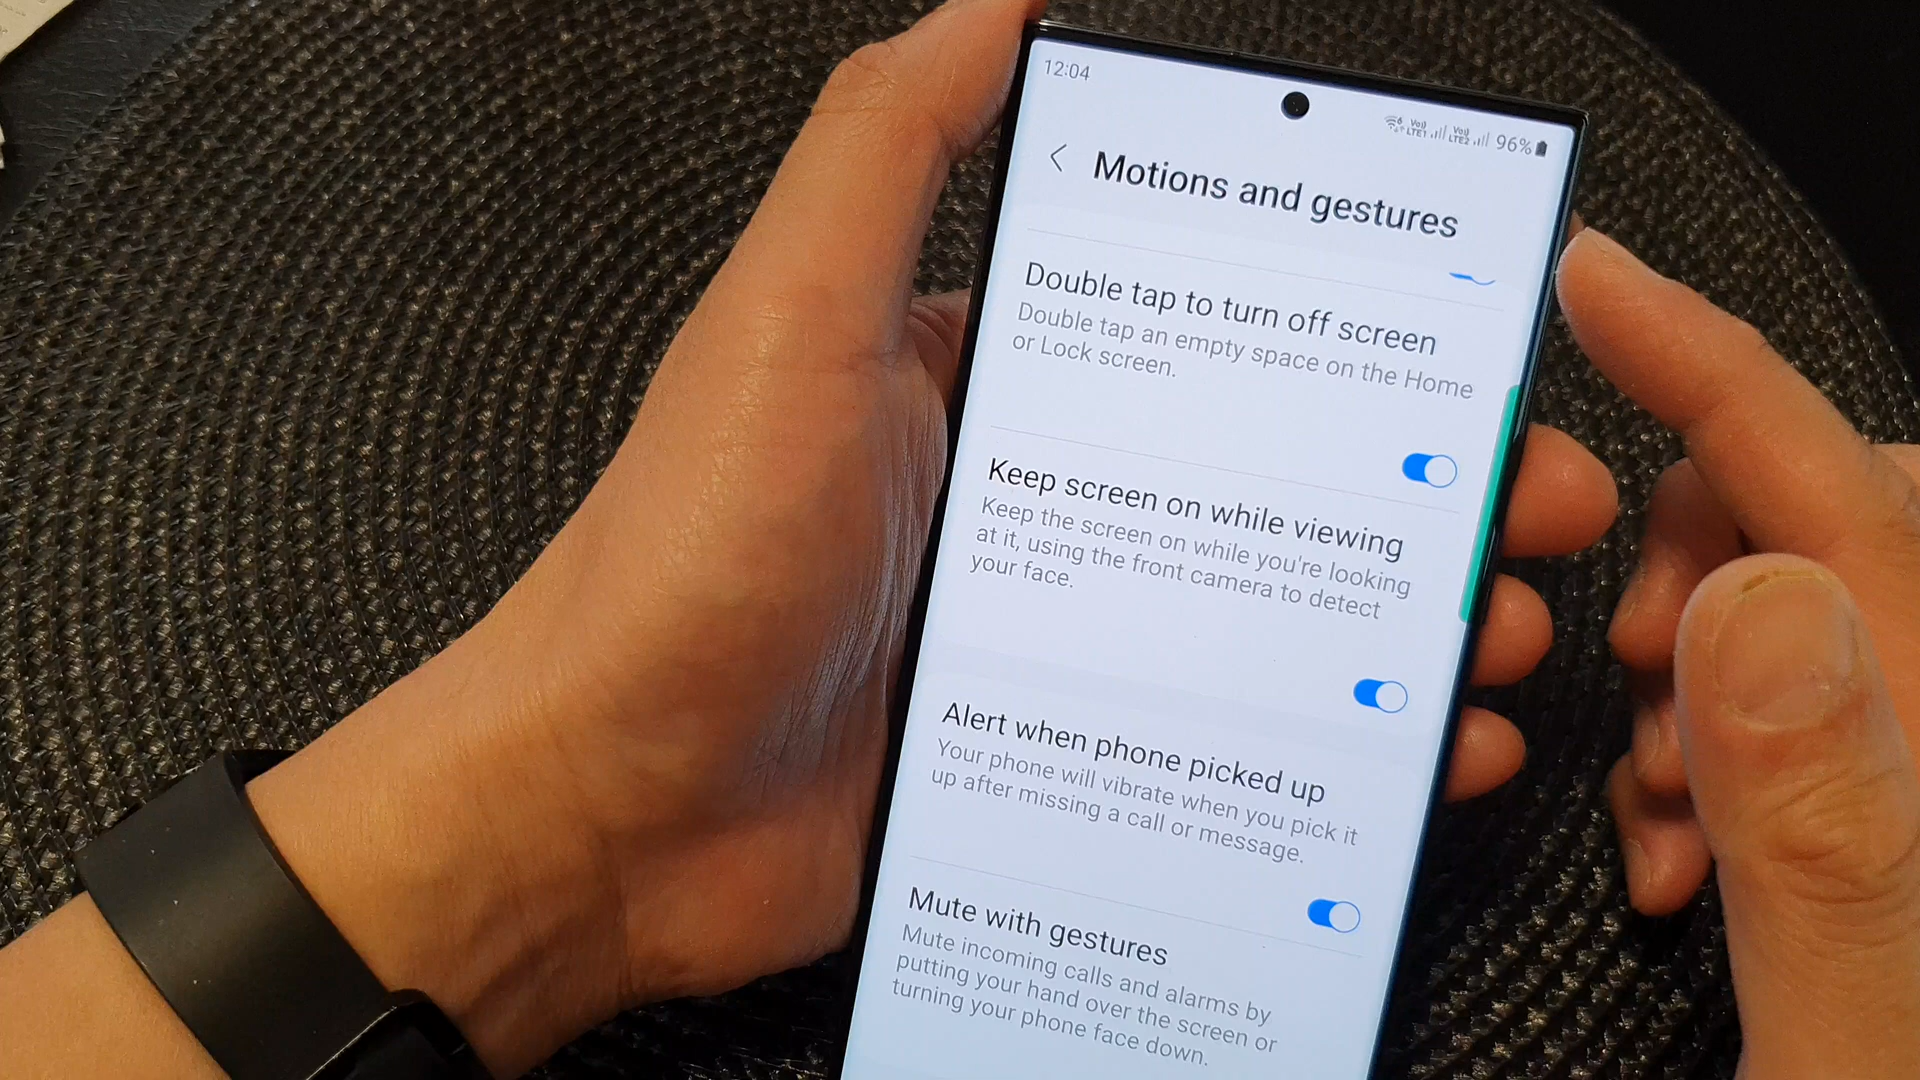 12:04
VoI) LTE1 VoI) LTE2 96%
Motions and gestures
Double tap to turn off screen
Double tap an empty space on the Home
or Lock screen.
Keep screen on while viewing
Keep the screen on while you're looking
at it, using the front camera to detect
your face.
Alert when phone picked up
Your phone will vibrate when you pick it
up after missing a call or message.
Mute with gestures
Mute incoming calls and alarms by
putting your hand over the screen or
turning your phone face down.